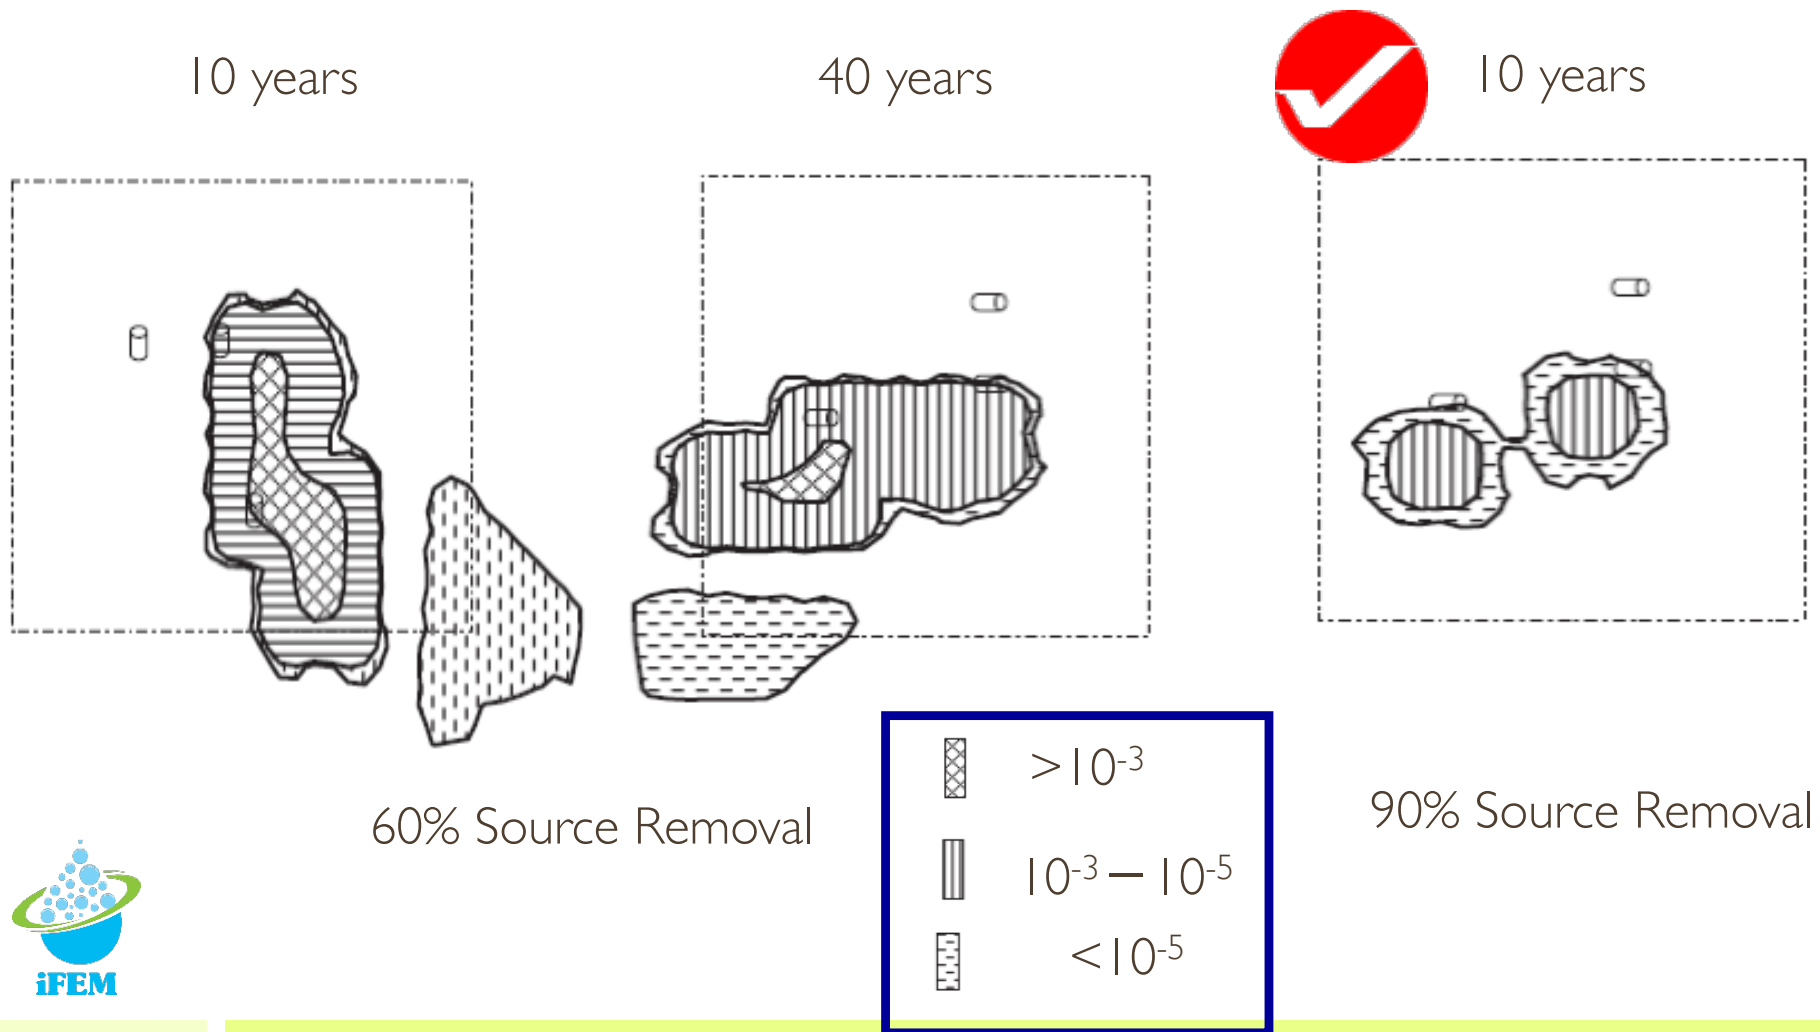 10 years
40 years
10 years
60% Source Removal
90% Source Removal
>10⁻³
10⁻³ – 10⁻⁵
<10⁻⁵
iFEM